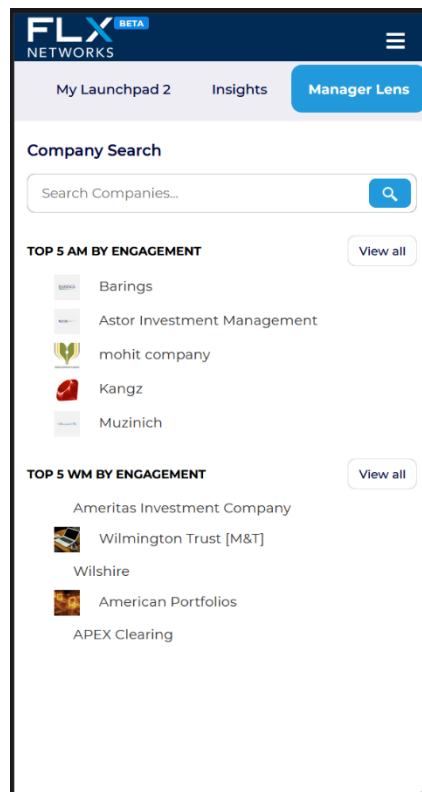 FLX BETA
NETWORKS
My Launchpad 2 Insights Manager Lens
Company Search
Search Companies...
TOP 5 AM BY ENGAGEMENT View all
Barings
Astor Investment Management
mohit company
Kangz
Muzinich
TOP 5 WM BY ENGAGEMENT View all
Ameritas Investment Company
Wilmington Trust [M&T]
Wilshire
American Portfolios
APEX Clearing